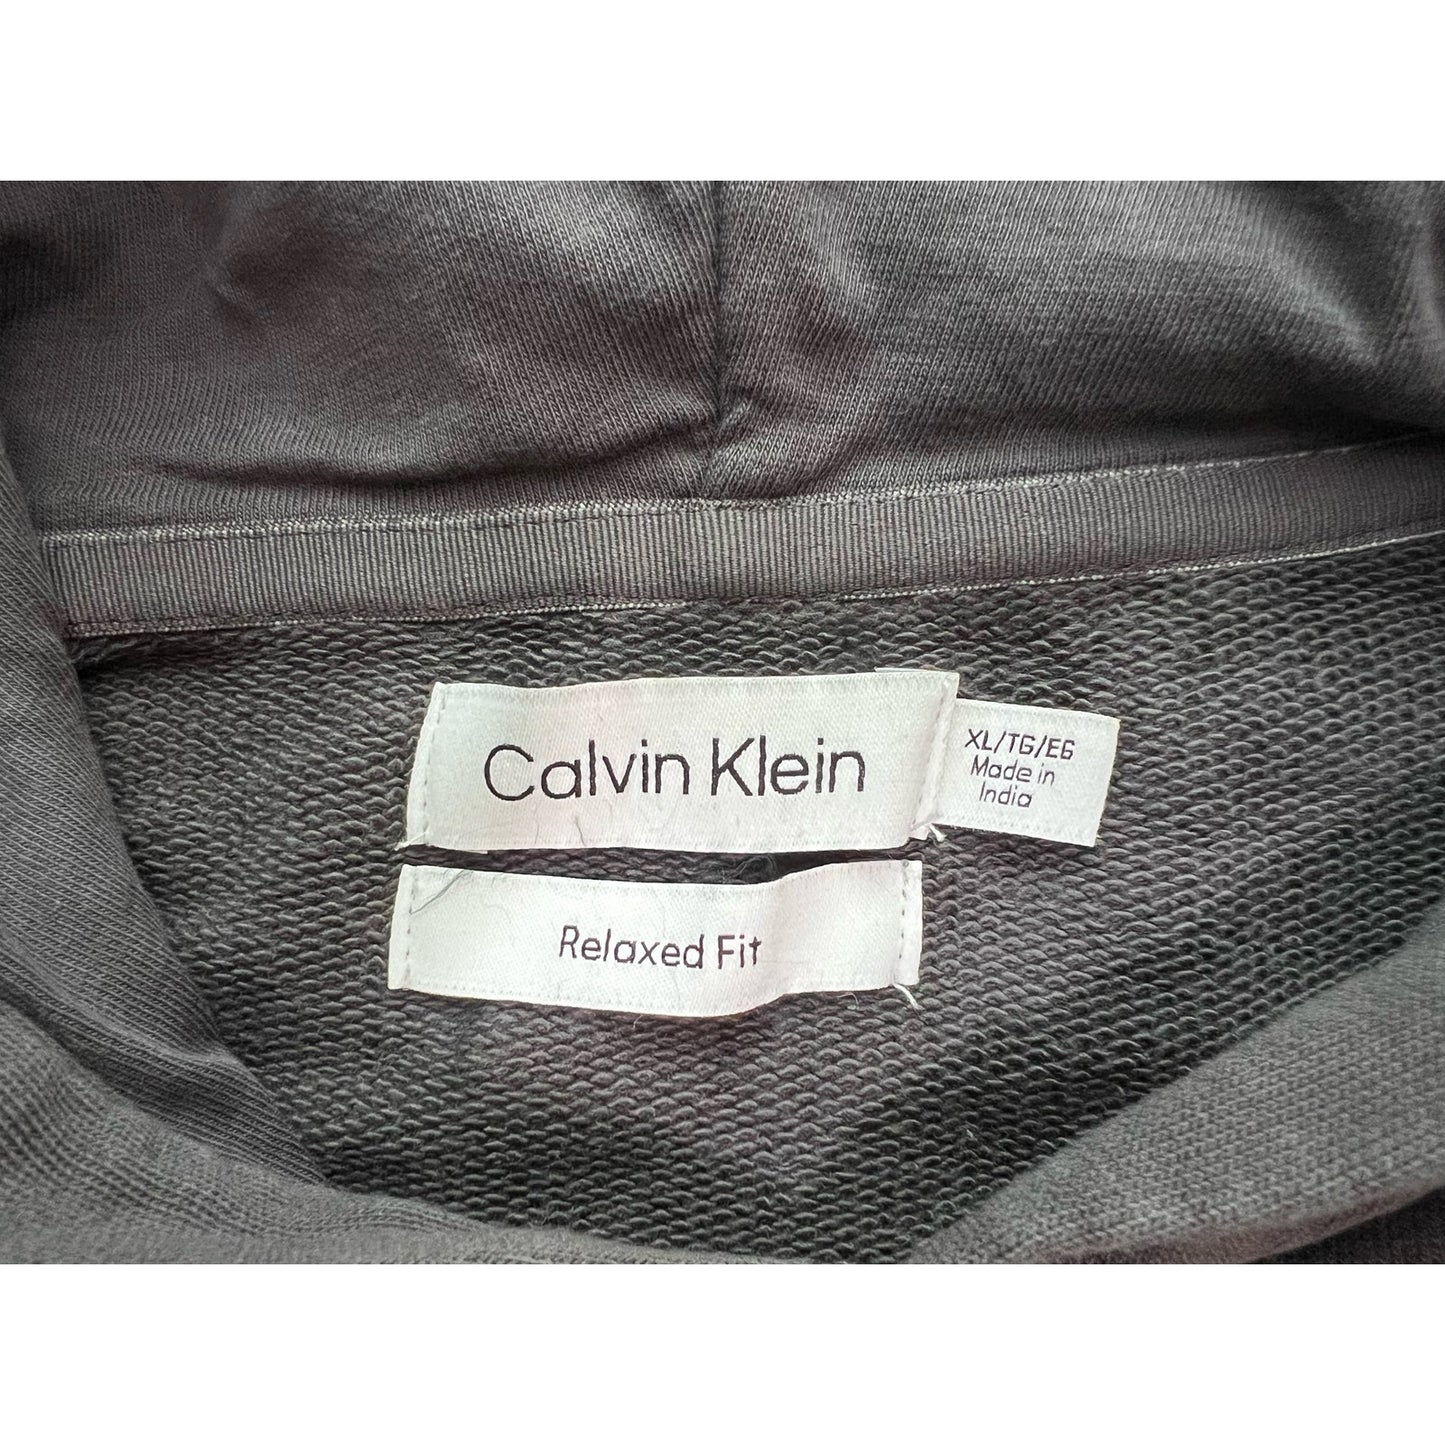 Calvin Klein
XL/TG/EG
Made in
India
Relaxed Fit